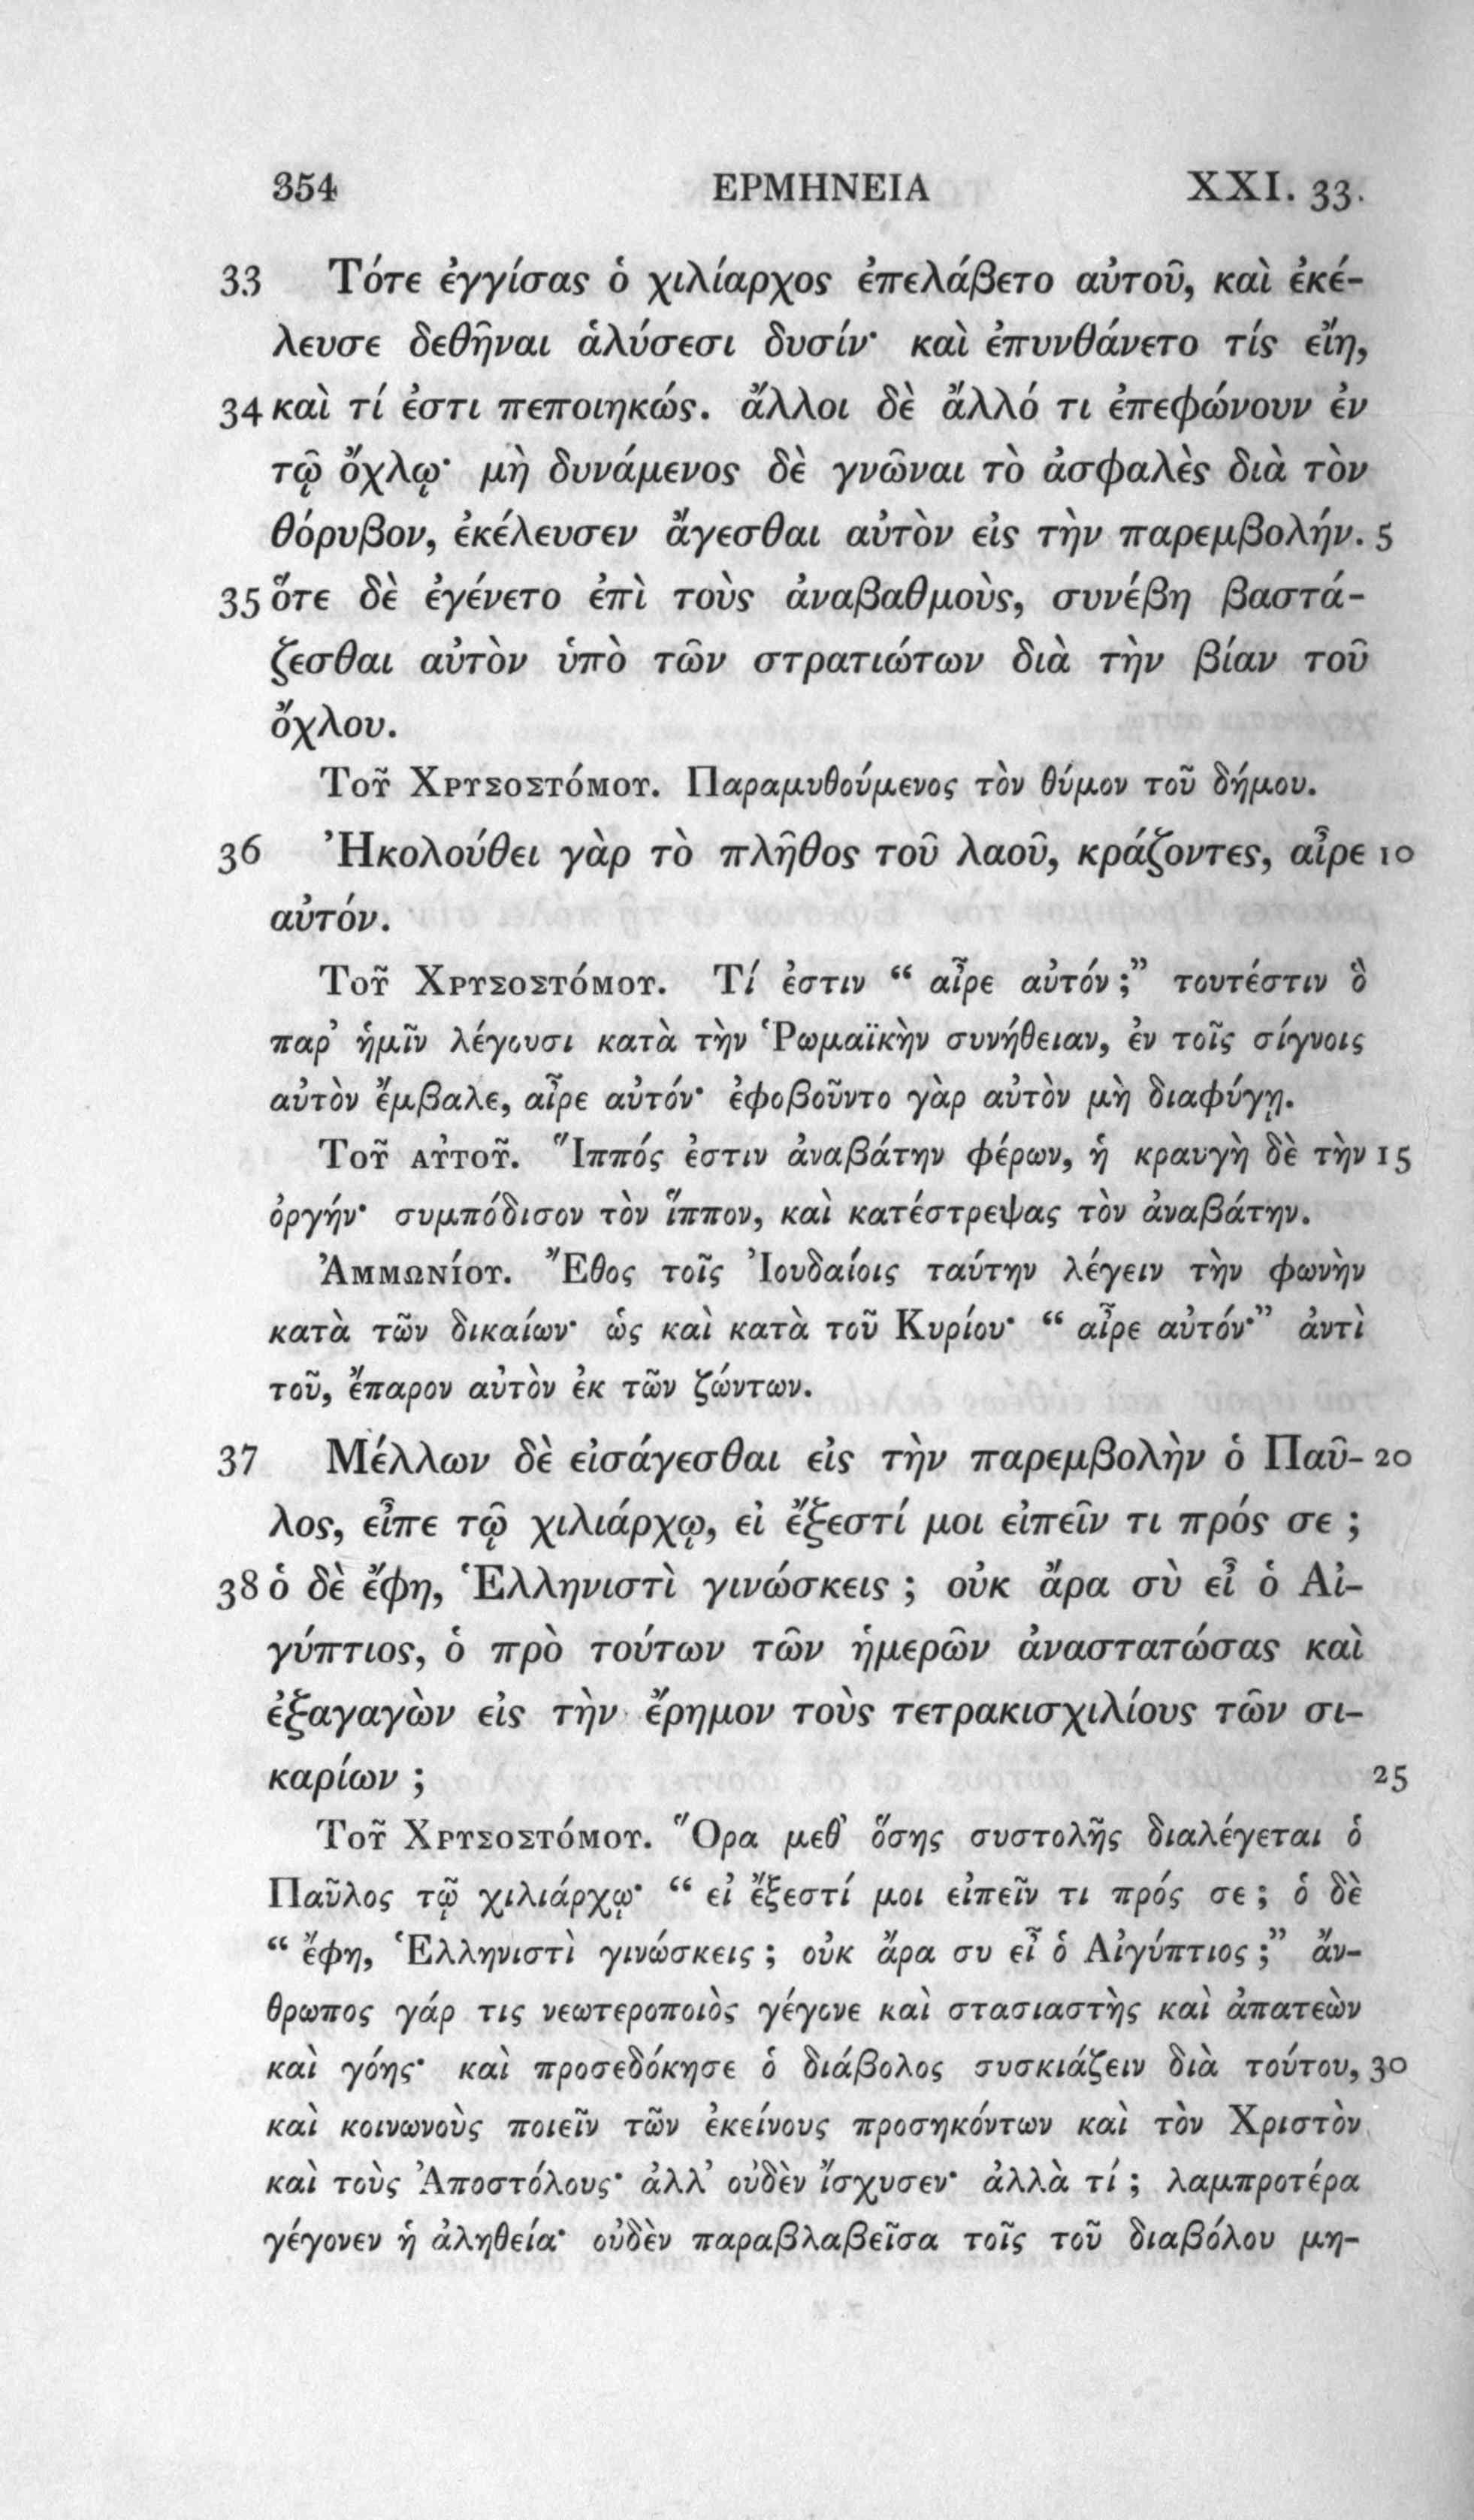 354 ΕΡΜΗΝΕΙΑ XXI. 33.
33 Τότε ἐγγίσας ὁ χιλίαρχος ἐπελάβετο αὐτοῦ, καὶ ἐκέ-
λευσε δεθῆναι ἁλύσεσι δυσίν· καὶ ἐπυνθάνετο τίς εἴη,
34 καὶ τί ἐστι πεποιηκώς. ἄλλοι δὲ ἄλλό τι ἐπεφώνουν ἐν
τῷ ὄχλῳ· μὴ δυνάμενος δὲ γνῶναι τὸ ἀσφαλὲς διὰ τὸν
θόρυβον, ἐκέλευσεν ἄγεσθαι αὐτὸν εἰς τὴν παρεμβολήν. 5
35 ὅτε δὲ ἐγένετο ἐπὶ τοὺς ἀναβαθμοὺς, συνέβη βαστά-
ζεσθαι αὐτὸν ὑπὸ τῶν στρατιώτων διὰ τὴν βίαν τοῦ
ὄχλου.
Τοῦ Χρυσοστόμου. Παραμυθούμενος τὸν θύμον τοῦ δήμου.
36 Ἠκολούθει γὰρ τὸ πλῆθος τοῦ λαοῦ, κράζοντες, αἶρε 10
αὐτόν.
Τοῦ Χρυσοστόμου. Τί ἐστιν “ αἶρε αὐτόν;” τουτέστιν ὃ
παρ’ ἡμῖν λέγουσι κατὰ τὴν Ῥωμαϊκὴν συνήθειαν, ἐν τοῖς σίγνοις
αὐτὸν ἔμβαλε, αἶρε αὐτόν· ἐφοβοῦντο γὰρ αὐτὸν μὴ διαφύγῃ.
Τοῦ αὐτοῦ. Ἵππός ἐστιν ἀναβάτην φέρων, ἡ κραυγὴ δὲ τὴν 15
ὀργήν· συμπόδισον τὸν ἵππον, καὶ κατέστρεψας τὸν ἀναβάτην.
Ἀμμωνίου. Ἔθος τοῖς Ἰουδαίοις ταύτην λέγειν τὴν φωνὴν
κατὰ τῶν δικαίων· ὡς καὶ κατὰ τοῦ Κυρίου· “ αἶρε αὐτόν·” ἀντὶ
τοῦ, ἔπαρον αὐτὸν ἐκ τῶν ζώντων.
37 Μέλλων δὲ εἰσάγεσθαι εἰς τὴν παρεμβολὴν ὁ Παῦ- 20
λος, εἶπε τῷ χιλιάρχῳ, εἰ ἔξεστί μοι εἰπεῖν τι πρός σε ;
38 ὁ δὲ ἔφη, Ἑλληνιστὶ γινώσκεις ; οὐκ ἄρα σὺ εἶ ὁ Αἰ-
γύπτιος, ὁ πρὸ τούτων τῶν ἡμερῶν ἀναστατώσας καὶ
ἐξαγαγὼν εἰς τὴν ἔρημον τοὺς τετρακισχιλίους τῶν σι-
καρίων ; 25
Τοῦ Χρυσοστόμου. Ὅρα μεθ’ ὅσης συστολῆς διαλέγεται ὁ
Παῦλος τῷ χιλιάρχῳ· “ εἰ ἔξεστί μοι εἰπεῖν τι πρός σε ; ὁ δὲ
“ ἔφη, Ἑλληνιστὶ γινώσκεις ; οὐκ ἄρα συ εἶ ὁ Αἰγύπτιος ;” ἄν-
θρωπος γάρ τις νεωτεροποιὸς γέγονε καὶ στασιαστὴς καὶ ἀπατεὼν
καὶ γόης· καὶ προσεδόκησε ὁ διάβολος συσκιάζειν διὰ τούτου, 30
καὶ κοινωνοὺς ποιεῖν τῶν ἐκείνους προσηκόντων καὶ τὸν Χριστὸν
καὶ τοὺς Ἀποστόλους· ἀλλ’ οὐδὲν ἴσχυσεν· ἀλλὰ τί ; λαμπροτέρα
γέγονεν ἡ ἀληθεία· οὐδὲν παραβλαβεῖσα τοῖς τοῦ διαβόλου μη-